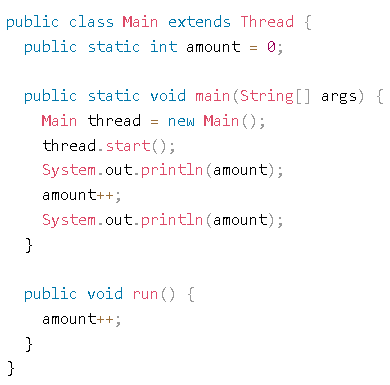 public class Main extends Thread {
  public static int amount = 0;

  public static void main(String[] args) {
    Main thread = new Main();
    thread.start();
    System.out.println(amount);
    amount++;
    System.out.println(amount);
  }

  public void run() {
    amount++;
  }
}